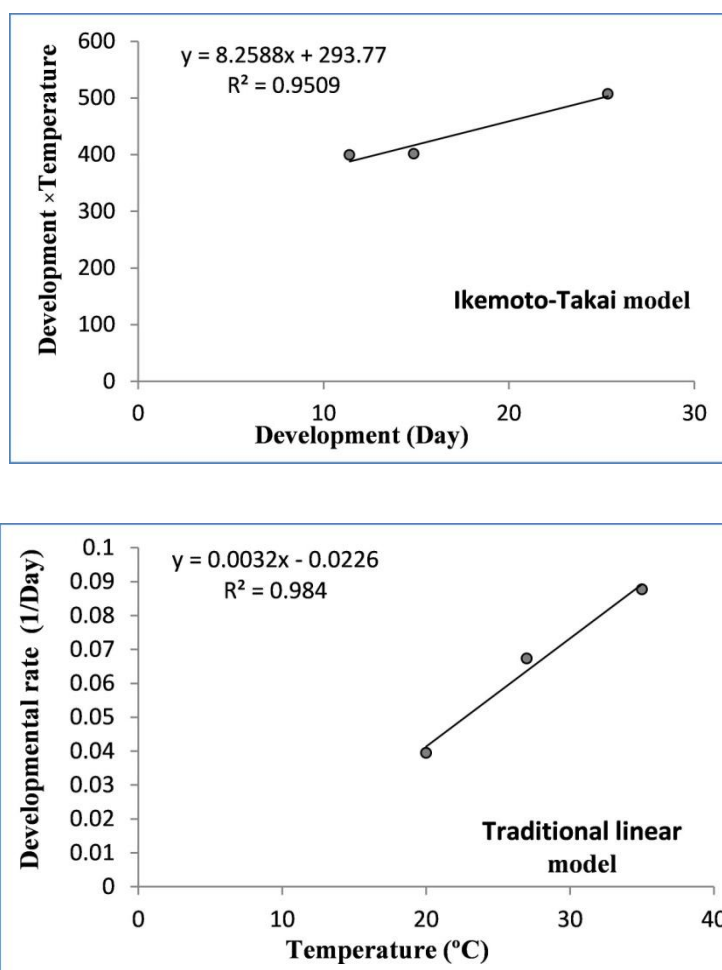 y = 8.2588x + 293.77
R² = 0.9509
Development ×Temperature
600
500
400
300
200
100
0
0 10 20 30
Development (Day)
Ikemoto-Takai model
y = 0.0032x - 0.0226
R² = 0.984
Developmental rate (1/Day)
0.1
0.09
0.08
0.07
0.06
0.05
0.04
0.03
0.02
0.01
0
0 10 20 30 40
Temperature (ºC)
Traditional linear
model